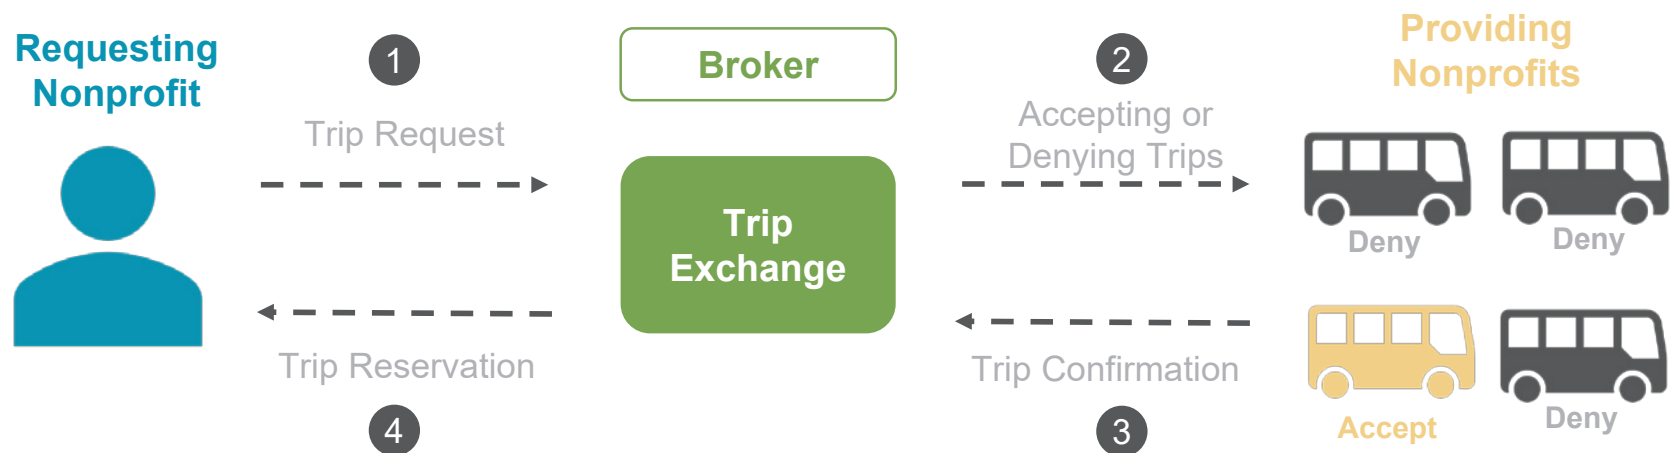 Requesting
Nonprofit
1
Trip Request
Broker
2
Accepting or
Denying Trips
Providing
Nonprofits
Deny
Deny
Trip
Exchange
Trip Reservation
4
Trip Confirmation
3
Accept
Deny